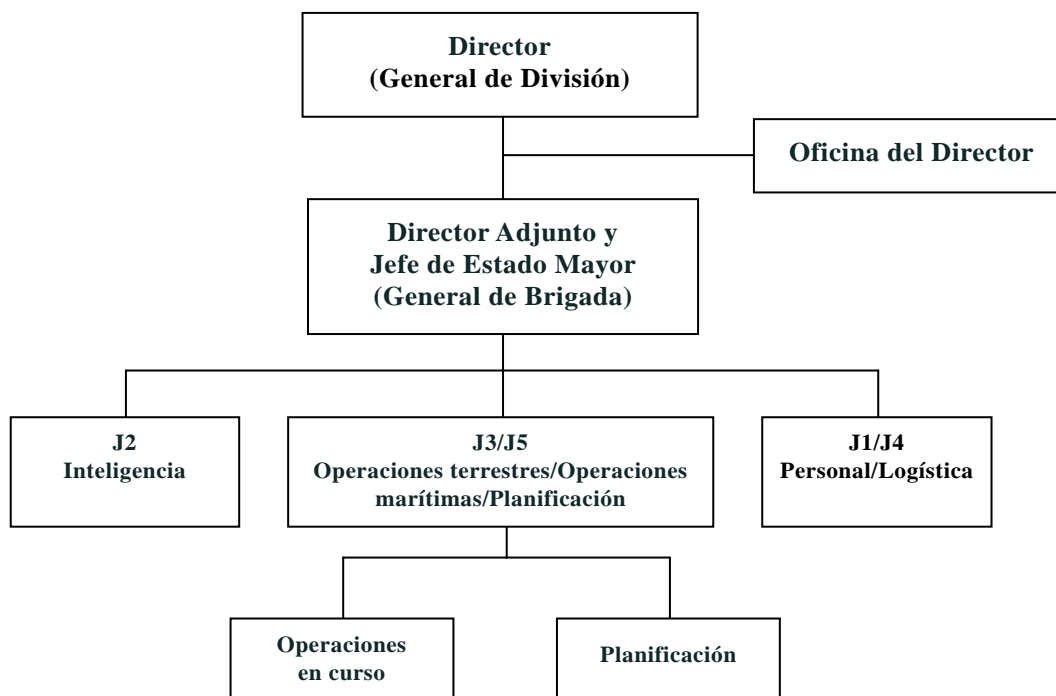 Director
(General de División)
Oficina del Director
Director Adjunto y
Jefe de Estado Mayor
(General de Brigada)
J2
Inteligencia
J3/J5
Operaciones terrestres/Operaciones
marítimas/Planificación
J1/J4
Personal/Logística
Operaciones
en curso
Planificación